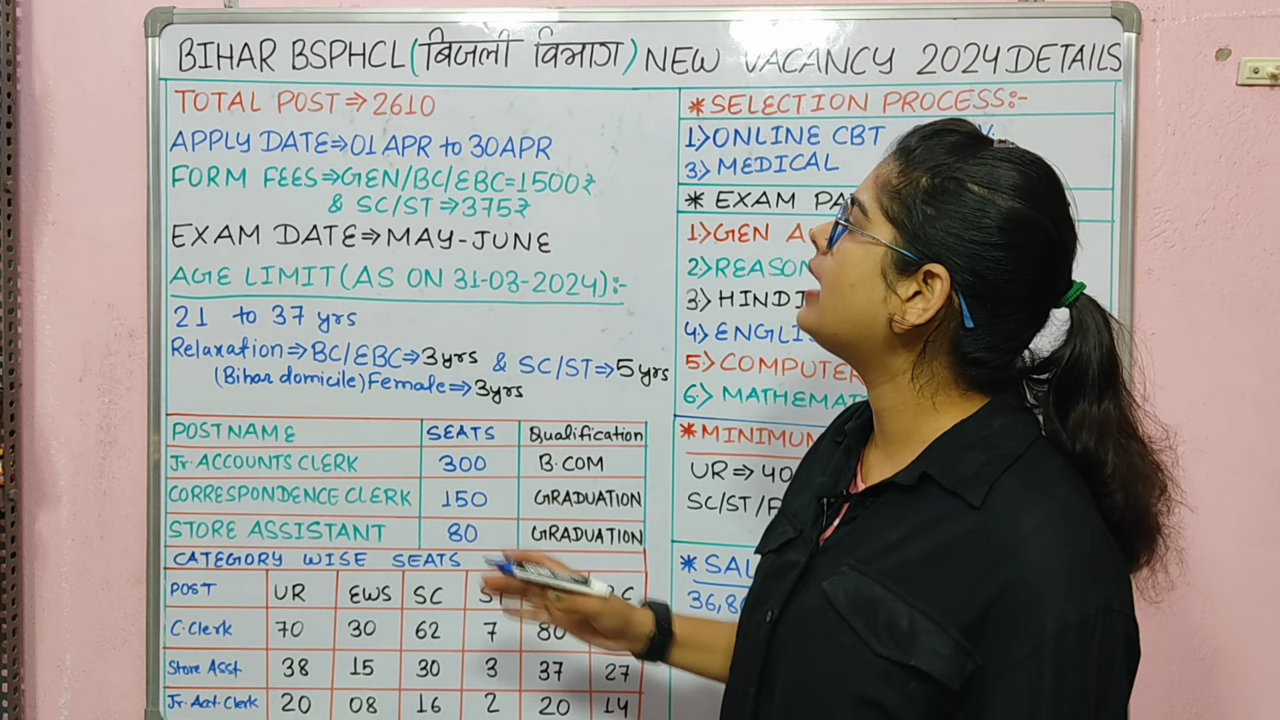 BIHAR BSPHCL (बिजली विभाग) NEW VACANCY 2024 DETAILS
TOTAL POST⇒2610
APPLY DATE⇒01 APR to 30 APR
FORM FEES⇒GEN/BC/EBC=1500₹
& SC/ST⇒375₹
EXAM DATE⇒MAY-JUNE
AGE LIMIT (AS ON 31-03-2024):-
21 to 37 yrs
Relaxation⇒BC/EBC⇒3yrs & SC/ST⇒5yrs
(Bihar domicile) Female⇒3yrs
POST NAME SEATS Qualification
Jr. ACCOUNTS CLERK 300 B.COM
CORRESPONDENCE CLERK 150 GRADUATION
STORE ASSISTANT 80 GRADUATION
CATEGORY WISE SEATS
POST UR EWS SC ST
C.Clerk 70 30 62 7 80
Store Asst 38 15 30 3 37 27
Jr. Act. Clerk 20 08 16 2 20 14
*SELECTION PROCESS:-
1>ONLINE CBT
3>MEDICAL
* EXAM
1>GEN
2>
3> HINDI
4>
5>COMPUTER
6>
*MINIMUM
UR⇒40
SC/ST/
*